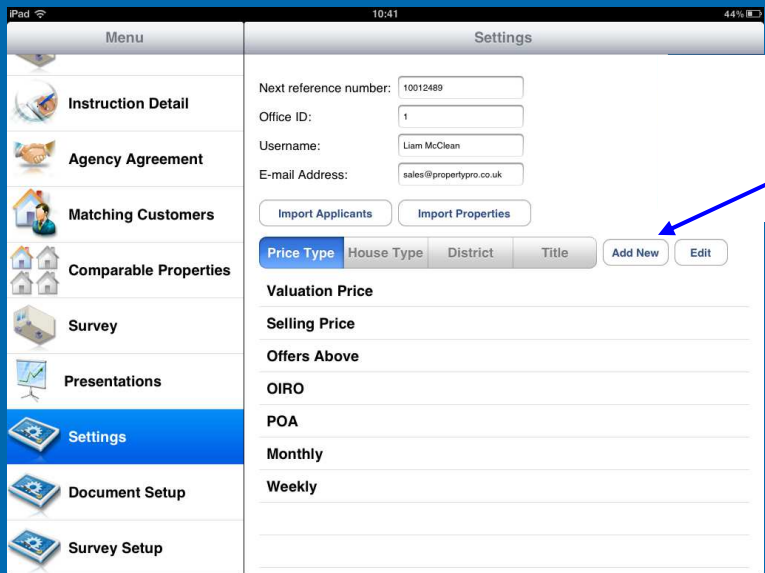 iPad 10:41 44%
Menu
Settings
Instruction Detail
Agency Agreement
Matching Customers
Comparable Properties
Survey
Presentations
Settings
Document Setup
Survey Setup
Next reference number: 10012489
Office ID: 1
Username: Liam McClean
E-mail Address: sales@propertypro.co.uk
Import Applicants Import Properties
Price Type House Type District Title Add New Edit
Valuation Price
Selling Price
Offers Above
OIRO
POA
Monthly
Weekly